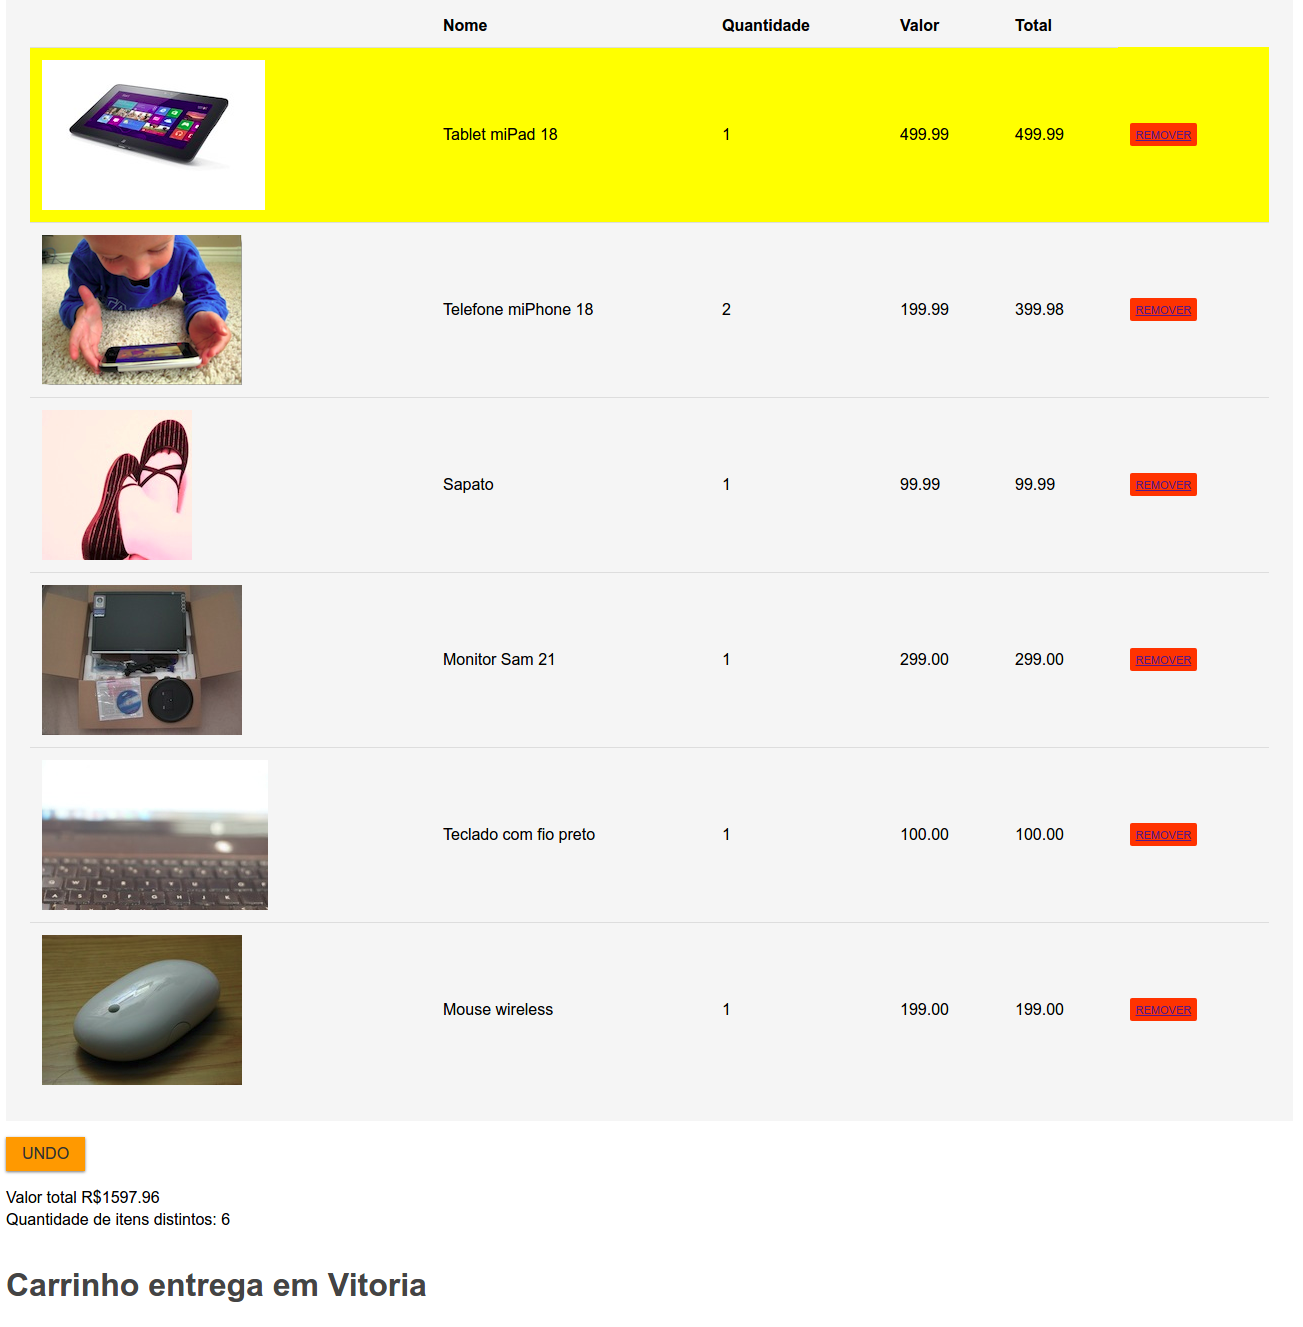 Nome Quantidade Valor Total
Tablet miPad 18 1 499.99 499.99 REMOVER
Telefone miPhone 18 2 199.99 399.98 REMOVER
Sapato 1 99.99 99.99 REMOVER
Monitor Sam 21 1 299.00 299.00 REMOVER
Teclado com fio preto 1 100.00 100.00 REMOVER
Mouse wireless 1 199.00 199.00 REMOVER
UNDO
Valor total R$1597.96
Quantidade de itens distintos: 6
Carrinho entrega em Vitoria